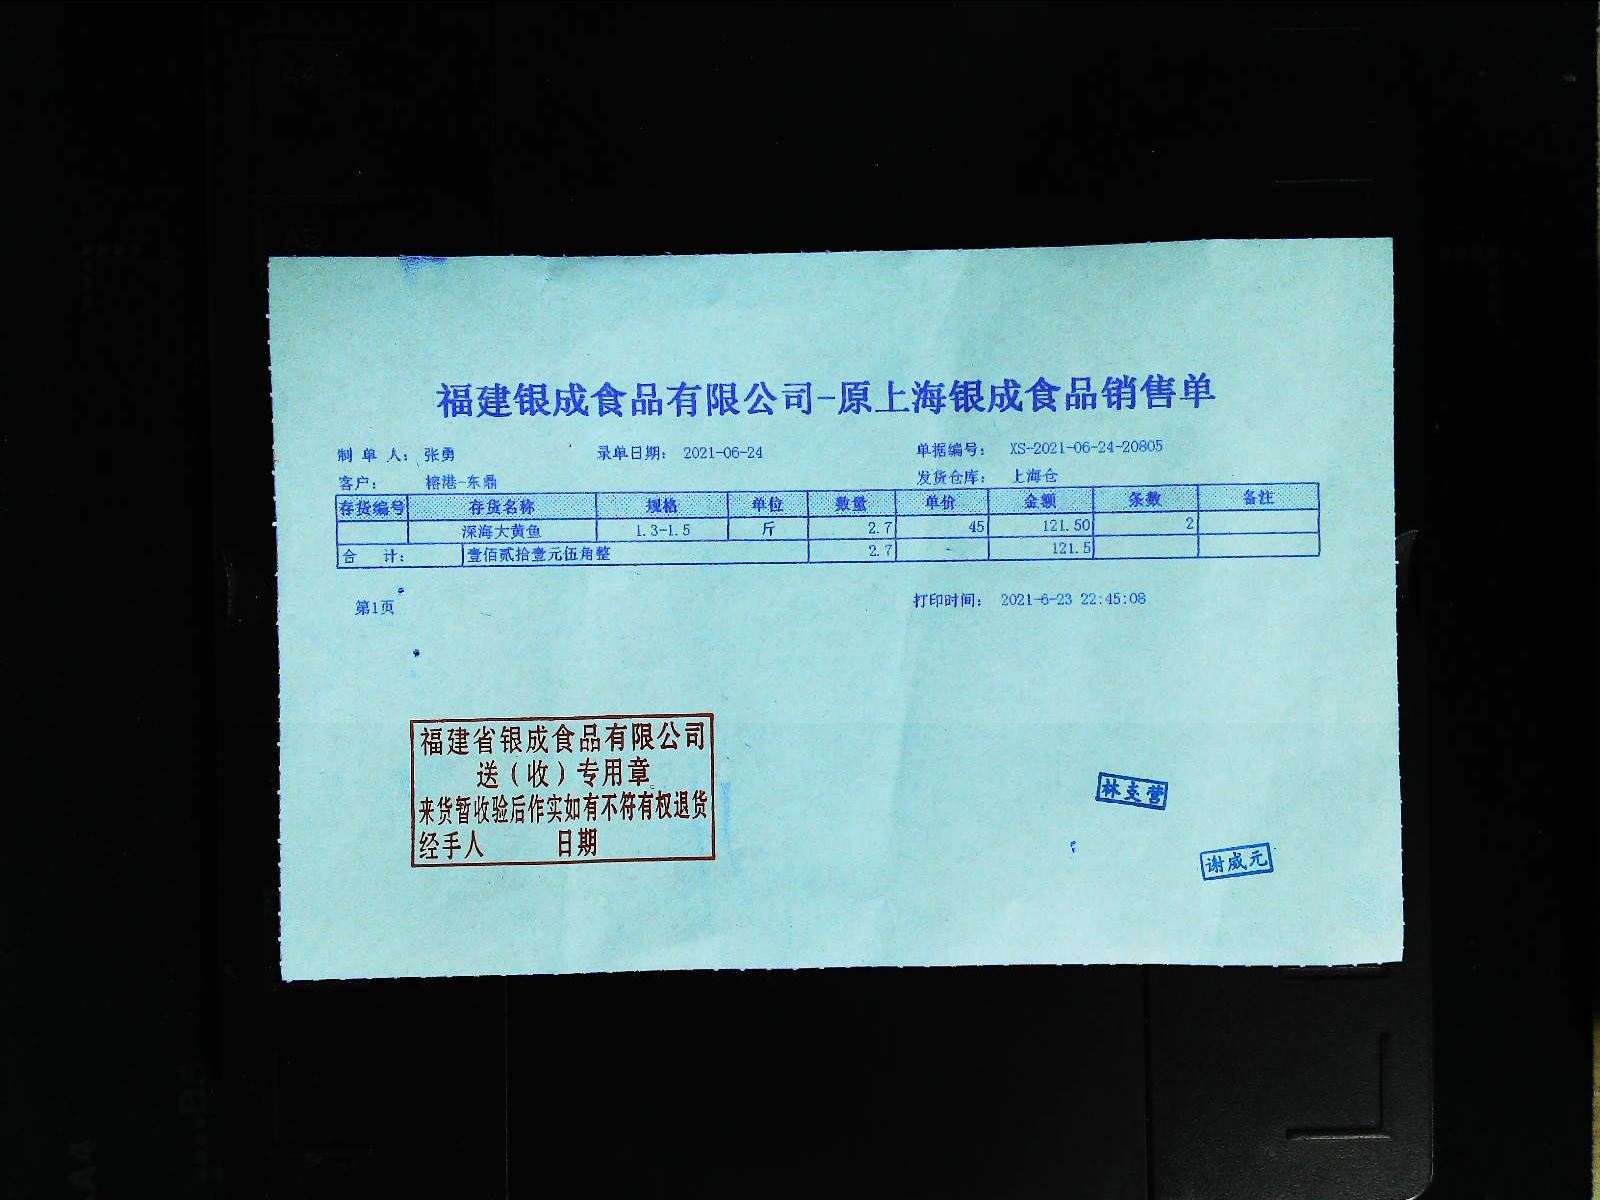 A4
A5
福建银成食品有限公司-原上海银成食品销售单
制 单 人： 张勇 录单日期： 2021-06-24 单据编号： XS-2021-06-24-20805
客户： 榕港-东鼎 发货仓库： 上海仓
存货编号 存货名称 规格 单位 数量 单价 金额 条数 备注
深海大黄鱼 1.3-1.5 斤 2.7 45 121.50 2
合 计： 壹佰贰拾壹元伍角整 2.7 121.5
第1页 打印时间： 2021-6-23 22:45:08
福建省银成食品有限公司
送（收）专用章
来货暂收验后作实如有不符有权退货
经手人 日期
林支营
谢威元
B5
A4